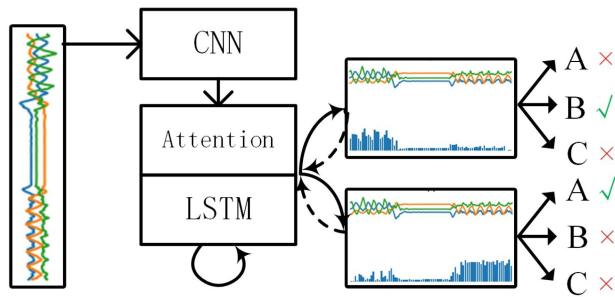 CNN
Attention
LSTM
A ×
B √
C ×
A √
B ×
C ×